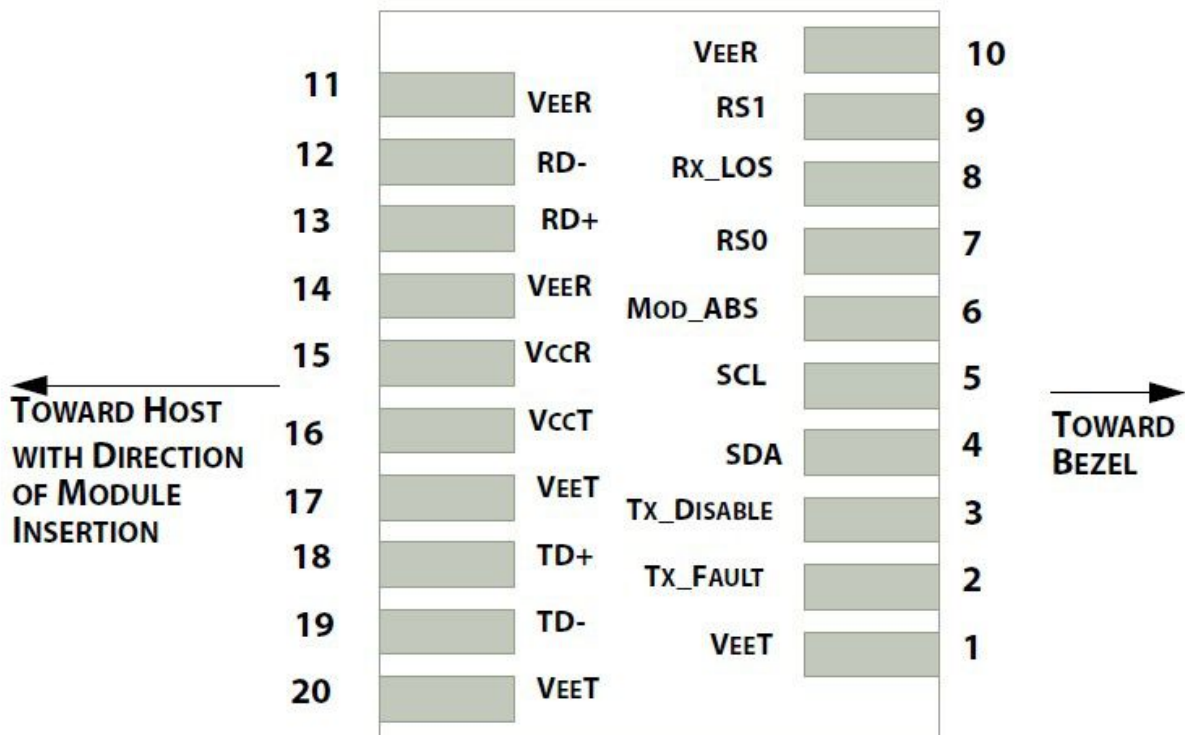 11 VEER
12 RD-
13 RD+
14 VEER
15 VCCR
16 VCCT
17 VEET
18 TD+
19 TD-
20 VEET
VEER 10
RS1 9
RX_LOS 8
RS0 7
MOD_ABS 6
SCL 5
SDA 4
TX_DISABLE 3
TX_FAULT 2
VEET 1
TOWARD HOST
WITH DIRECTION
OF MODULE
INSERTION
TOWARD
BEZEL